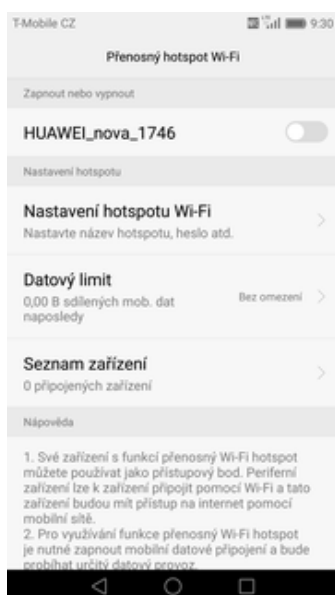 T-Mobile CZ 9:30
Přenosný hotspot Wi-Fi
Zapnout nebo vypnout
HUAWEI_nova_1746
Nastavení hotspotu
Nastavení hotspotu Wi-Fi
Nastavte název hotspotu, heslo atd.
Datový limit
0,00 B sdílených mob. dat
naposledy
Bez omezení
Seznam zařízení
0 připojených zařízení
Nápověda
1. Své zařízení s funkcí přenosný Wi-Fi hotspot
můžete používat jako přístupový bod. Periferní
zařízení lze k zařízení připojit pomocí Wi-Fi a tato
zařízení budou mít přístup na internet pomocí
mobilní sítě.
2. Pro využívání funkce přenosný Wi-Fi hotspot
je nutné zapnout mobilní datové připojení a bude
probíhat určitý datový provoz.